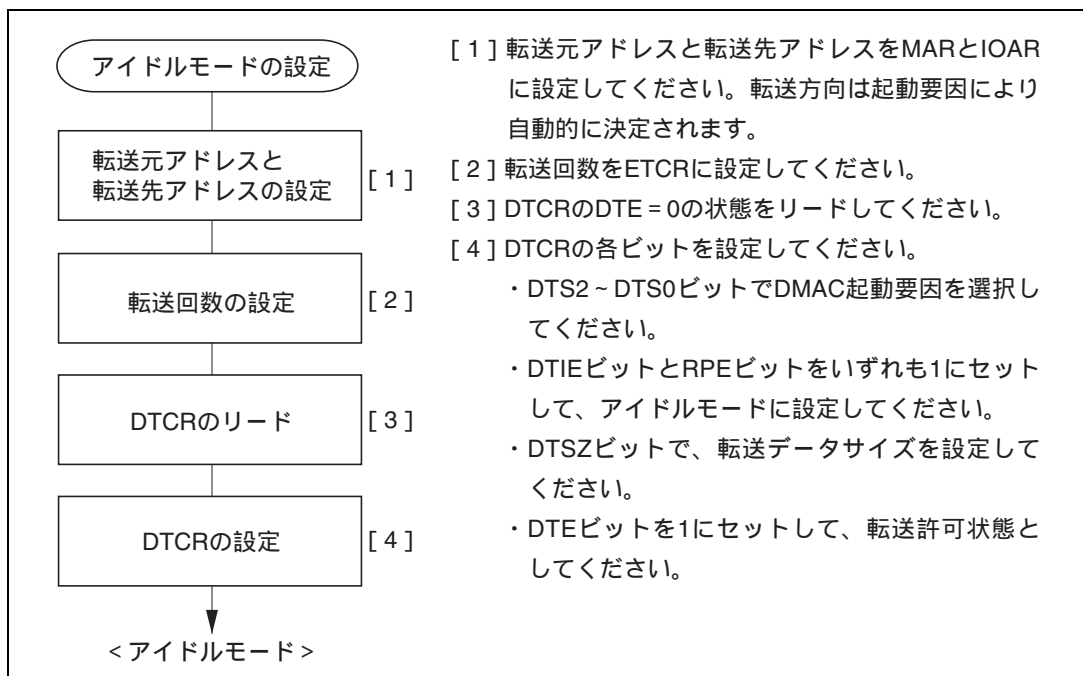 アイドルモードの設定
転送元アドレスと
転送先アドレスの設定
[ 1 ]
転送回数の設定
[ 2 ]
DTCRのリード
[ 3 ]
DTCRの設定
[ 4 ]
< アイドルモード >
[ 1 ] 転送元アドレスと転送先アドレスをMARとIOAR
に設定してください。転送方向は起動要因により
自動的に決定されます。
[ 2 ] 転送回数をETCRに設定してください。
[ 3 ] DTCRのDTE = 0の状態をリードしてください。
[ 4 ] DTCRの各ビットを設定してください。
・DTS2 ~ DTS0ビットでDMAC起動要因を選択し
てください。
・DTIEビットとRPEビットをいずれも1にセット
して、アイドルモードに設定してください。
・DTSZビットで、転送データサイズを設定して
ください。
・DTEビットを1にセットして、転送許可状態と
してください。